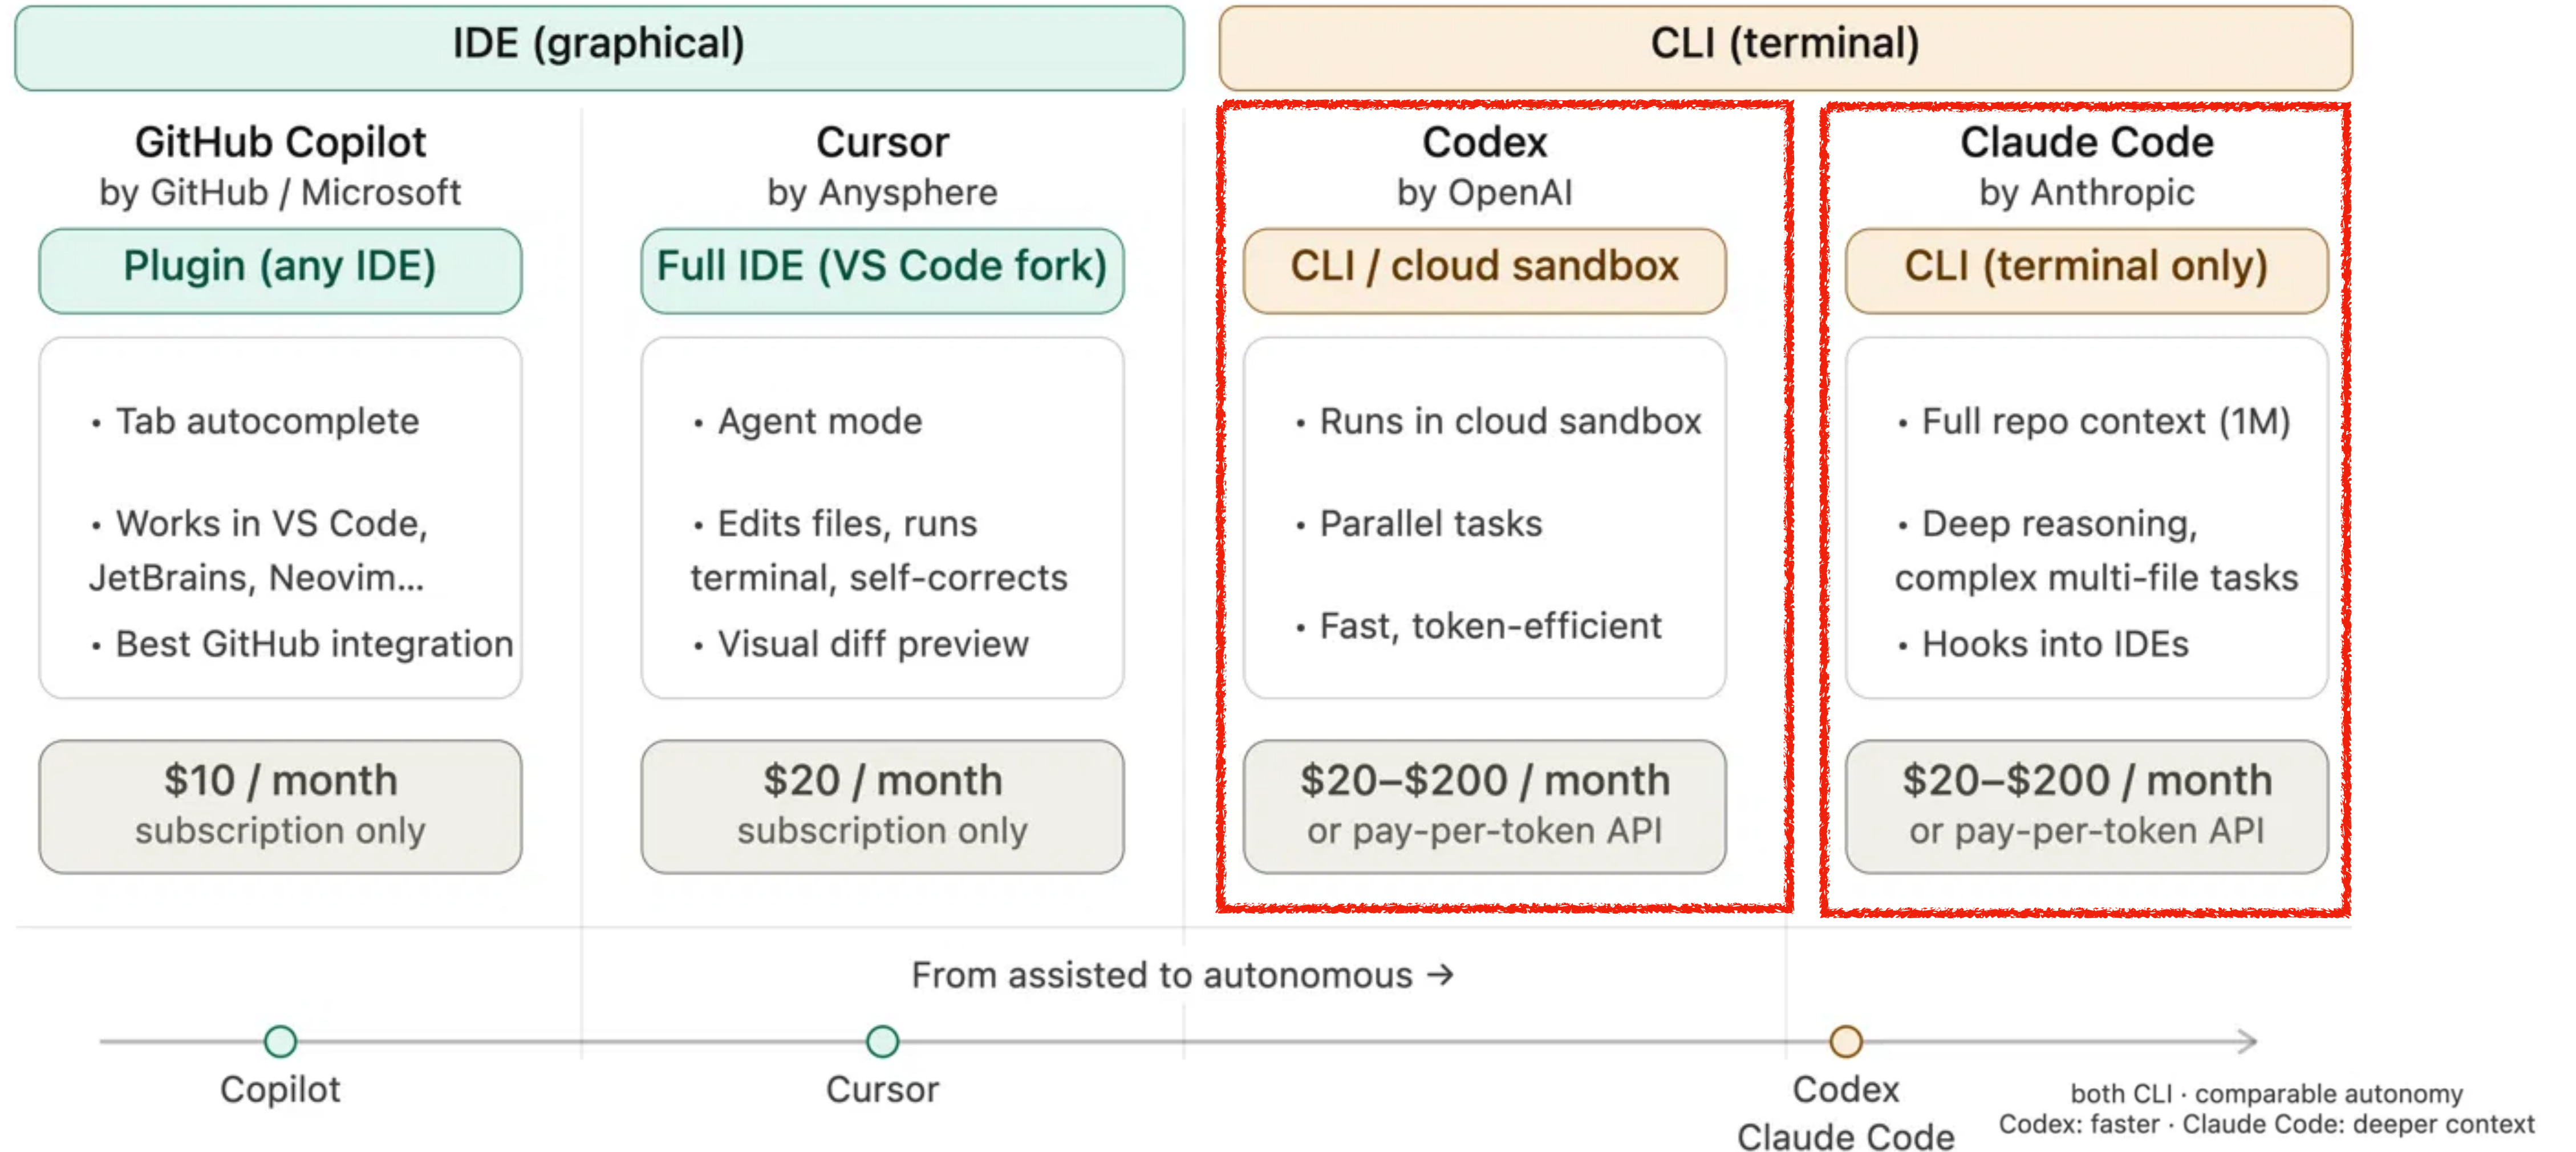 IDE (graphical)
CLI (terminal)
GitHub Copilot
by GitHub / Microsoft
Plugin (any IDE)
• Tab autocomplete
• Works in VS Code,
JetBrains, Neovim...
• Best GitHub integration
$10 / month
subscription only
Cursor
by Anysphere
Full IDE (VS Code fork)
• Agent mode
• Edits files, runs
terminal, self-corrects
• Visual diff preview
$20 / month
subscription only
Codex
by OpenAI
CLI / cloud sandbox
• Runs in cloud sandbox
• Parallel tasks
• Fast, token-efficient
$20–$200 / month
or pay-per-token API
Claude Code
by Anthropic
CLI (terminal only)
• Full repo context (1M)
• Deep reasoning,
complex multi-file tasks
• Hooks into IDEs
$20–$200 / month
or pay-per-token API
From assisted to autonomous →
Copilot
Cursor
Codex
Claude Code
both CLI · comparable autonomy
Codex: faster · Claude Code: deeper context